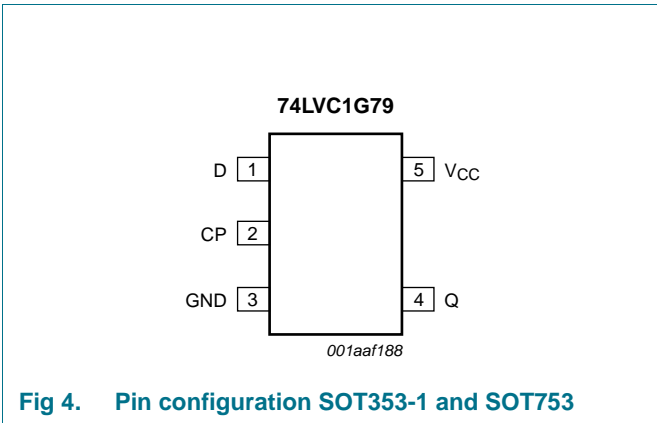 74LVC1G79
D 1 5 VCC
CP 2
GND 3 4 Q
001aaf188
Fig 4. Pin configuration SOT353-1 and SOT753